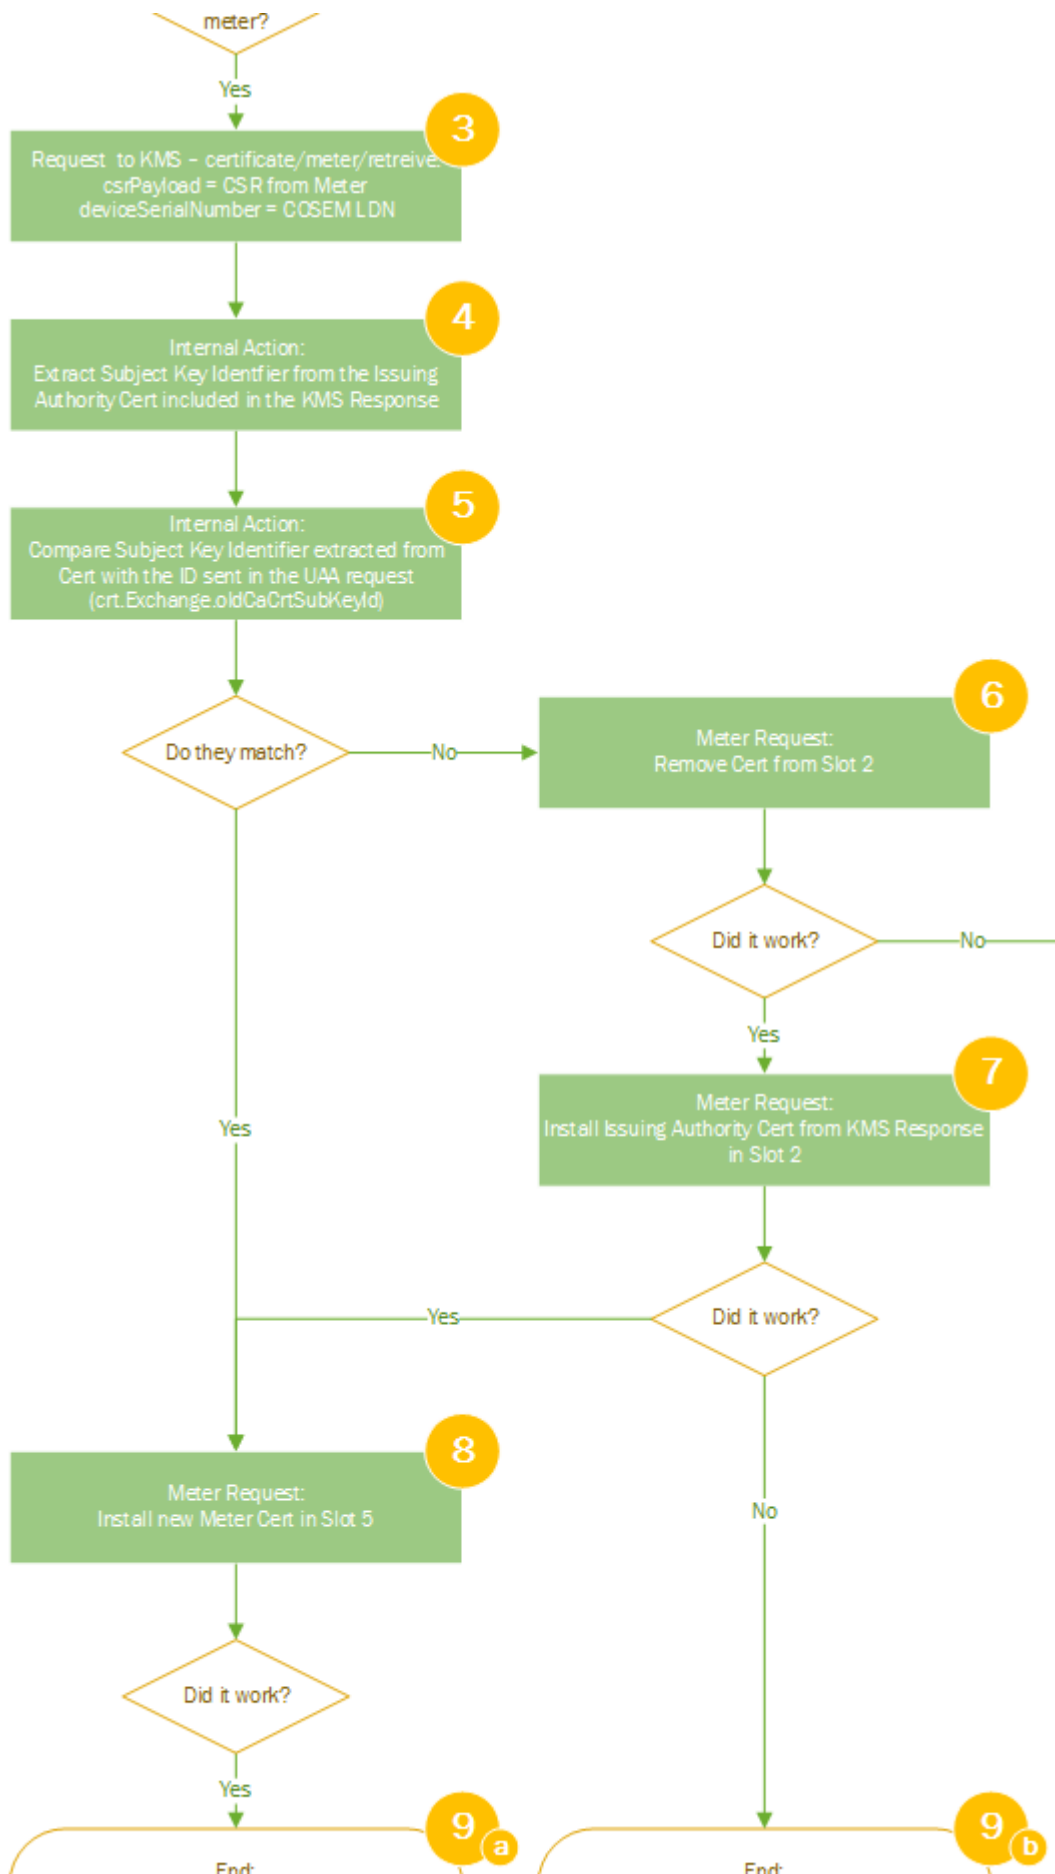 meter?
Yes
3
Request to KMS – certificate/meter/retreive:
csrPayload = CSR from Meter
deviceSerialNumber = COSEM LDN
4
Internal Action:
Extract Subject Key Identfier from the Issuing
Authority Cert included in the KMS Response
5
Internal Action:
Compare Subject Key Identifier extracted from
Cert with the ID sent in the UAA request
(crt.Exchange.oldCaCrtSubKeyId)
Do they match?
No
6
Meter Request:
Remove Cert from Slot 2
Did it work?
No
Yes
7
Meter Request:
Install Issuing Authority Cert from KMS Response
in Slot 2
Yes
Did it work?
Yes
8
Meter Request:
Install new Meter Cert in Slot 5
No
Did it work?
Yes
9
a
End:
9
b
End: